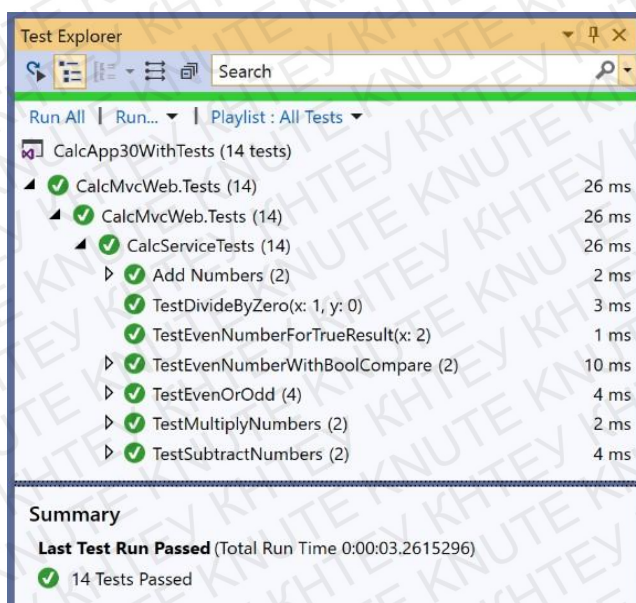 Test Explorer
Search
Run All | Run... | Playlist : All Tests
CalcApp30WithTests (14 tests)
CalcMvcWeb.Tests (14) 26 ms
CalcMvcWeb.Tests (14) 26 ms
CalcServiceTests (14) 26 ms
Add Numbers (2) 2 ms
TestDivideByZero(x: 1, y: 0) 3 ms
TestEvenNumberForTrueResult(x: 2) 1 ms
TestEvenNumberWithBoolCompare (2) 10 ms
TestEvenOrOdd (4) 4 ms
TestMultiplyNumbers (2) 2 ms
TestSubtractNumbers (2) 4 ms
Summary
Last Test Run Passed (Total Run Time 0:00:03.2615296)
14 Tests Passed